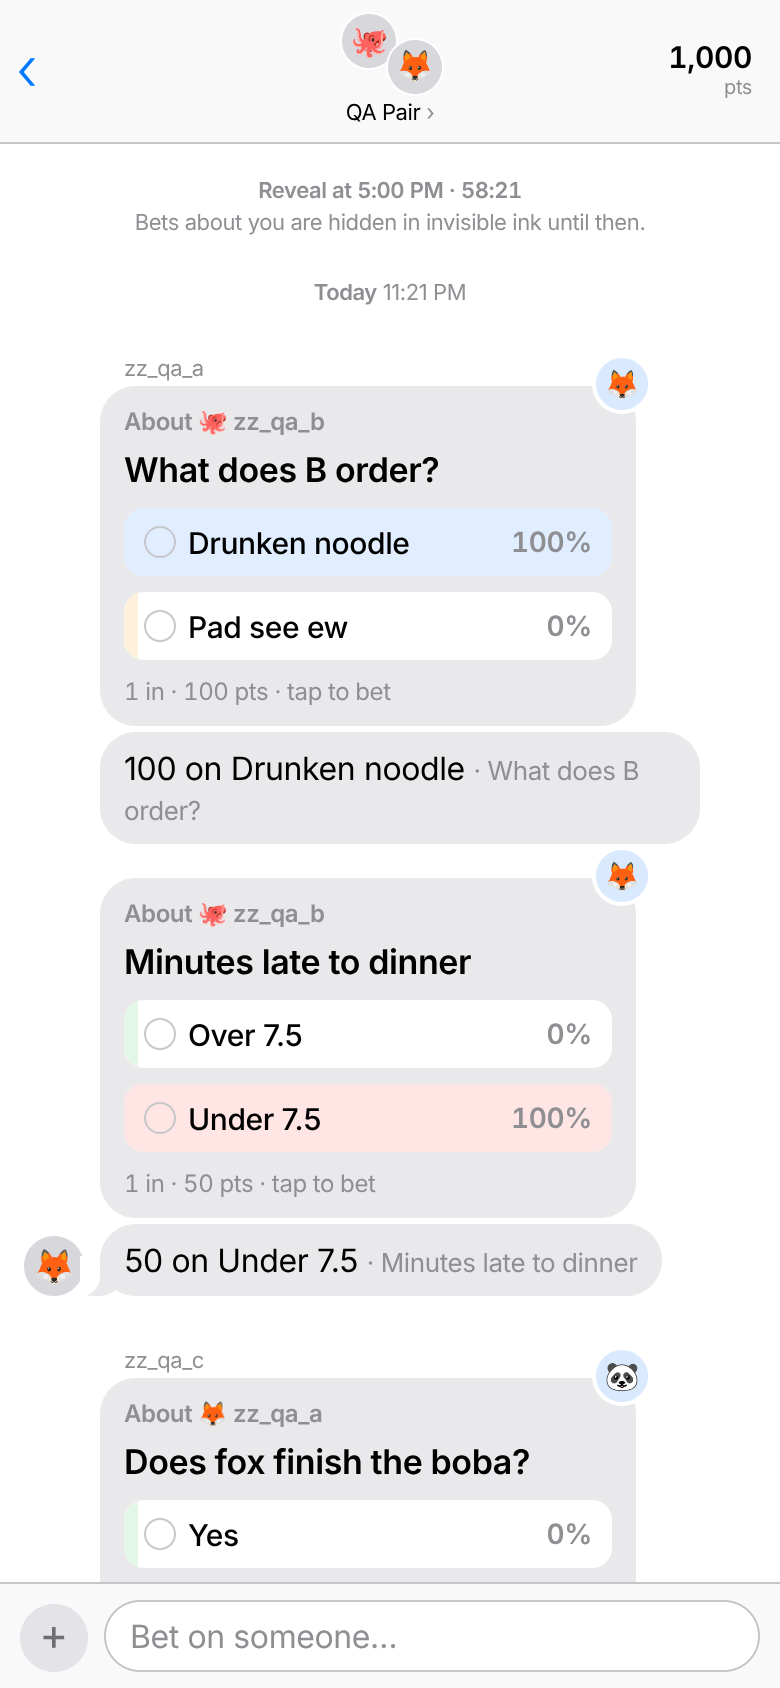 1,000
pts
QA Pair ›
Reveal at 5:00 PM · 58:21
Bets about you are hidden in invisible ink until then.
Today 11:21 PM
zz_qa_a
About 🐙 zz_qa_b
What does B order?
Drunken noodle 100%
Pad see ew 0%
1 in · 100 pts · tap to bet
100 on Drunken noodle · What does B
order?
About 🐙 zz_qa_b
Minutes late to dinner
Over 7.5 0%
Under 7.5 100%
1 in · 50 pts · tap to bet
50 on Under 7.5 · Minutes late to dinner
zz_qa_c
About 🦊 zz_qa_a
Does fox finish the boba?
Yes 0%
+ Bet on someone...